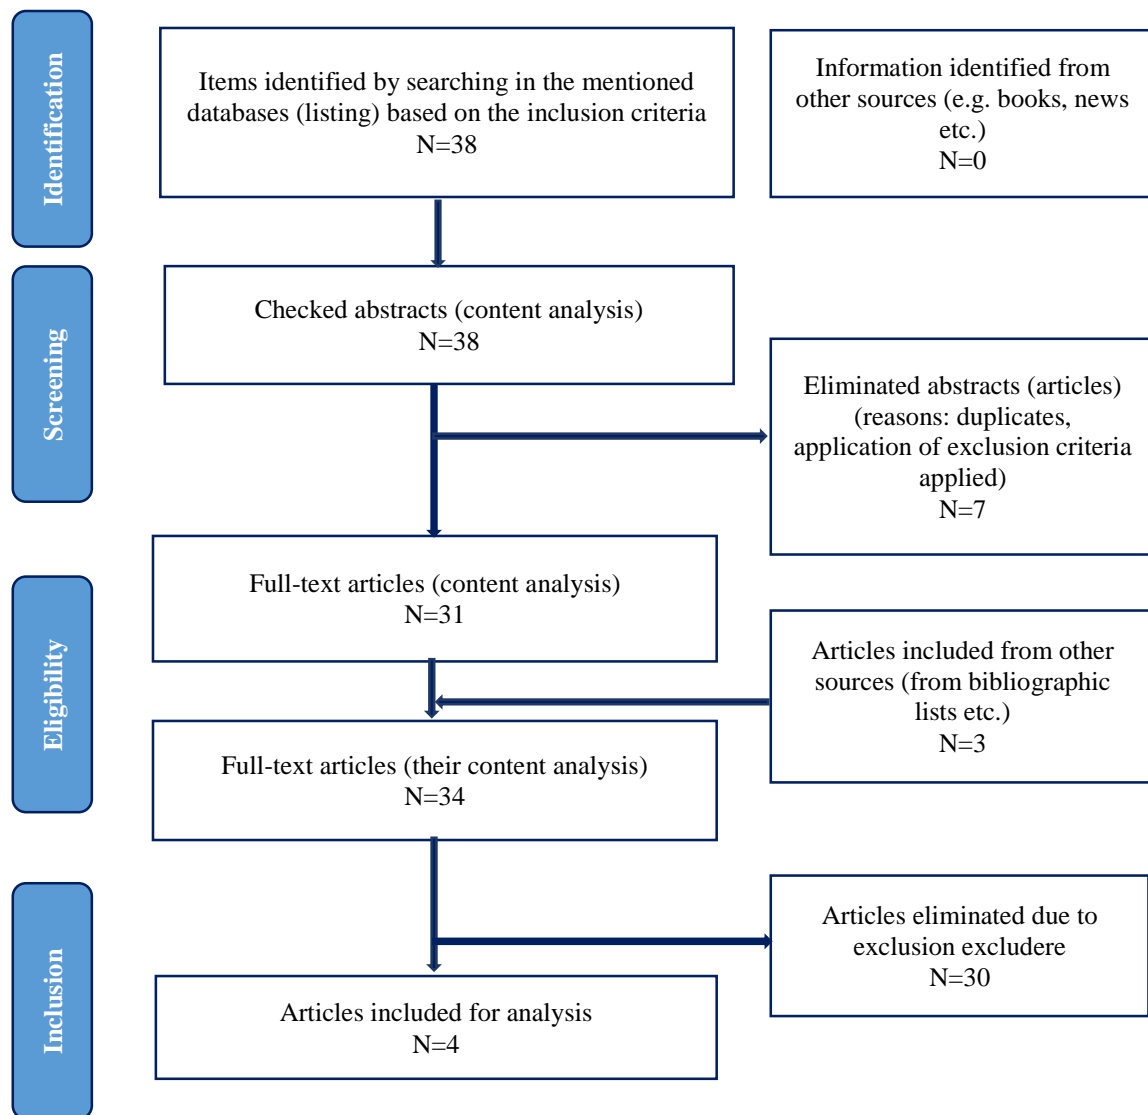 Identification
Items identified by searching in the mentioned
databases (listing) based on the inclusion criteria
N=38
Information identified from
other sources (e.g. books, news
etc.)
N=0
Screening
Checked abstracts (content analysis)
N=38
Eliminated abstracts (articles)
(reasons: duplicates,
application of exclusion criteria
applied)
N=7
Eligibility
Full-text articles (content analysis)
N=31
Articles included from other
sources (from bibliographic
lists etc.)
N=3
Full-text articles (their content analysis)
N=34
Inclusion
Articles eliminated due to
exclusion excludere
N=30
Articles included for analysis
N=4